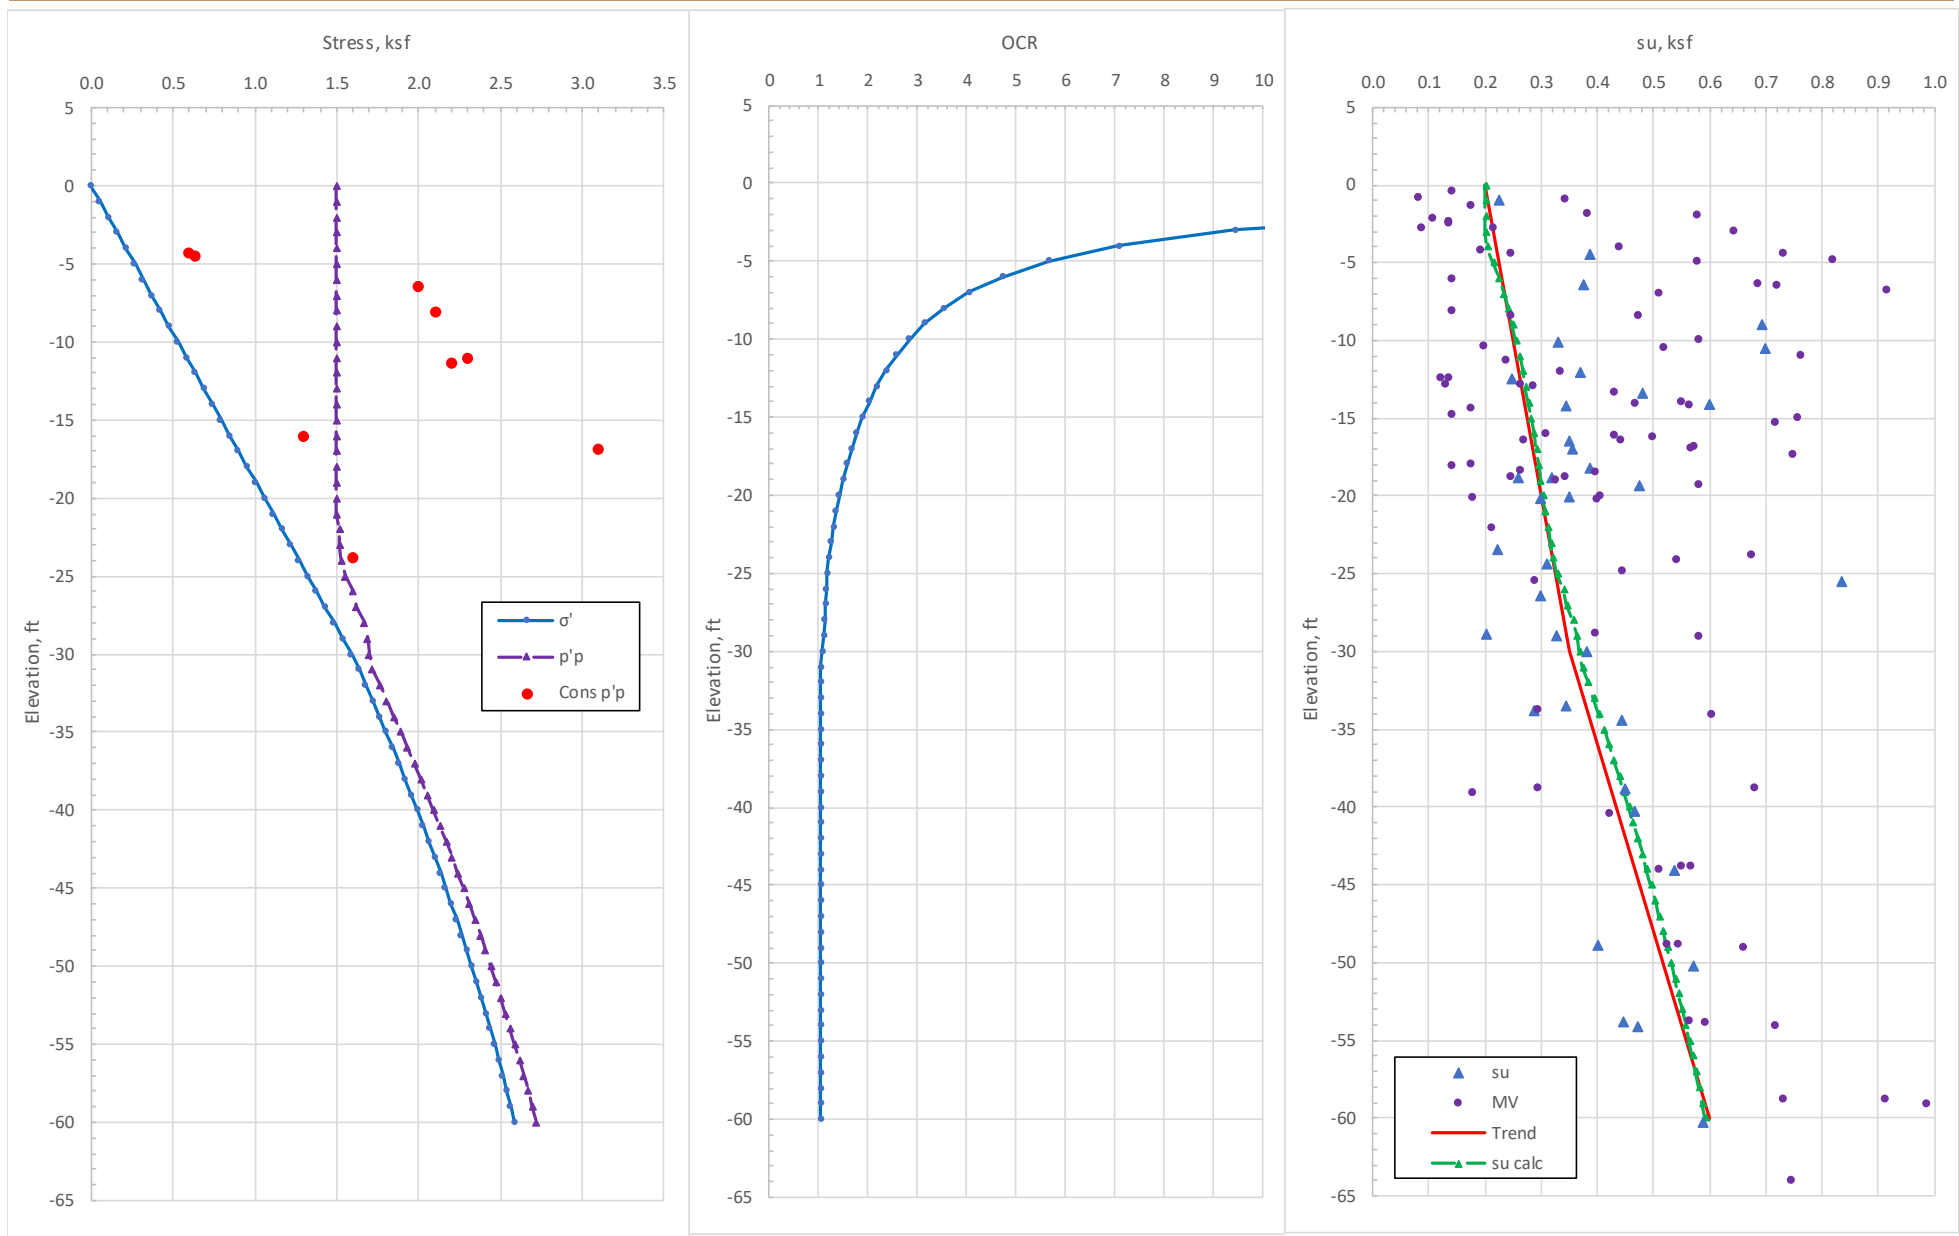 Stress, ksf
0.0 0.5 1.0 1.5 2.0 2.5 3.0 3.5
5
0
-5
-10
-15
-20
-25
-30
-35
-40
-45
-50
-55
-60
-65
Elevation, ft
σ'
p'p
Cons p'p
OCR
0 1 2 3 4 5 6 7 8 9 10
5
0
-5
-10
-15
-20
-25
-30
-35
-40
-45
-50
-55
-60
-65
Elevation, ft
su, ksf
0.0 0.1 0.2 0.3 0.4 0.5 0.6 0.7 0.8 0.9 1.0
5
0
-5
-10
-15
-20
-25
-30
-35
-40
-45
-50
-55
-60
-65
Elevation, ft
su
MV
Trend
su calc